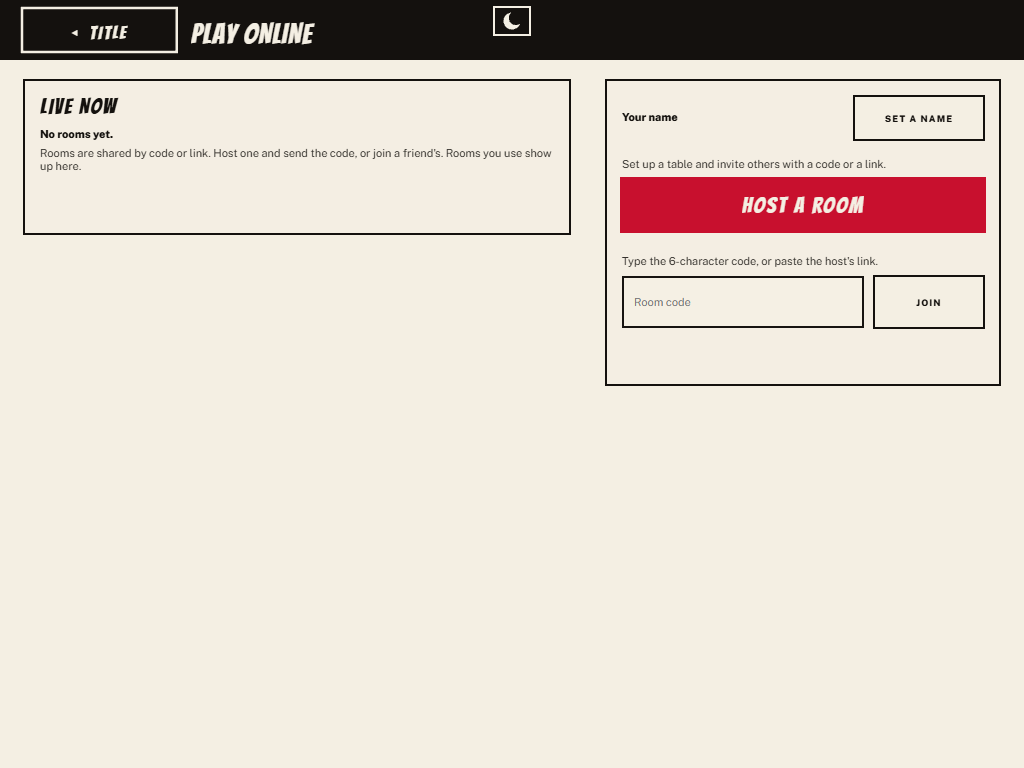 ◄ TITLE
PLAY ONLINE
LIVE NOW
No rooms yet.
Rooms are shared by code or link. Host one and send the code, or join a friend's. Rooms you use show
up here.
Your name
SET A NAME
Set up a table and invite others with a code or a link.
HOST A ROOM
Type the 6-character code, or paste the host's link.
Room code
JOIN